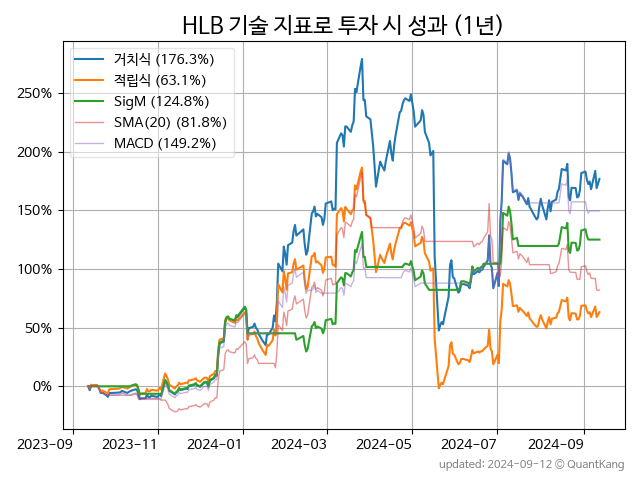 HLB 기술 지표로 투자 시 성과 (1년)
거치식 (176.3%)
적립식 (63.1%)
SigM (124.8%)
SMA(20) (81.8%)
MACD (149.2%)
250%
200%
150%
100%
50%
0%
2023-09 2023-11 2024-01 2024-03 2024-05 2024-07 2024-09
updated: 2024-09-12 © QuantKang